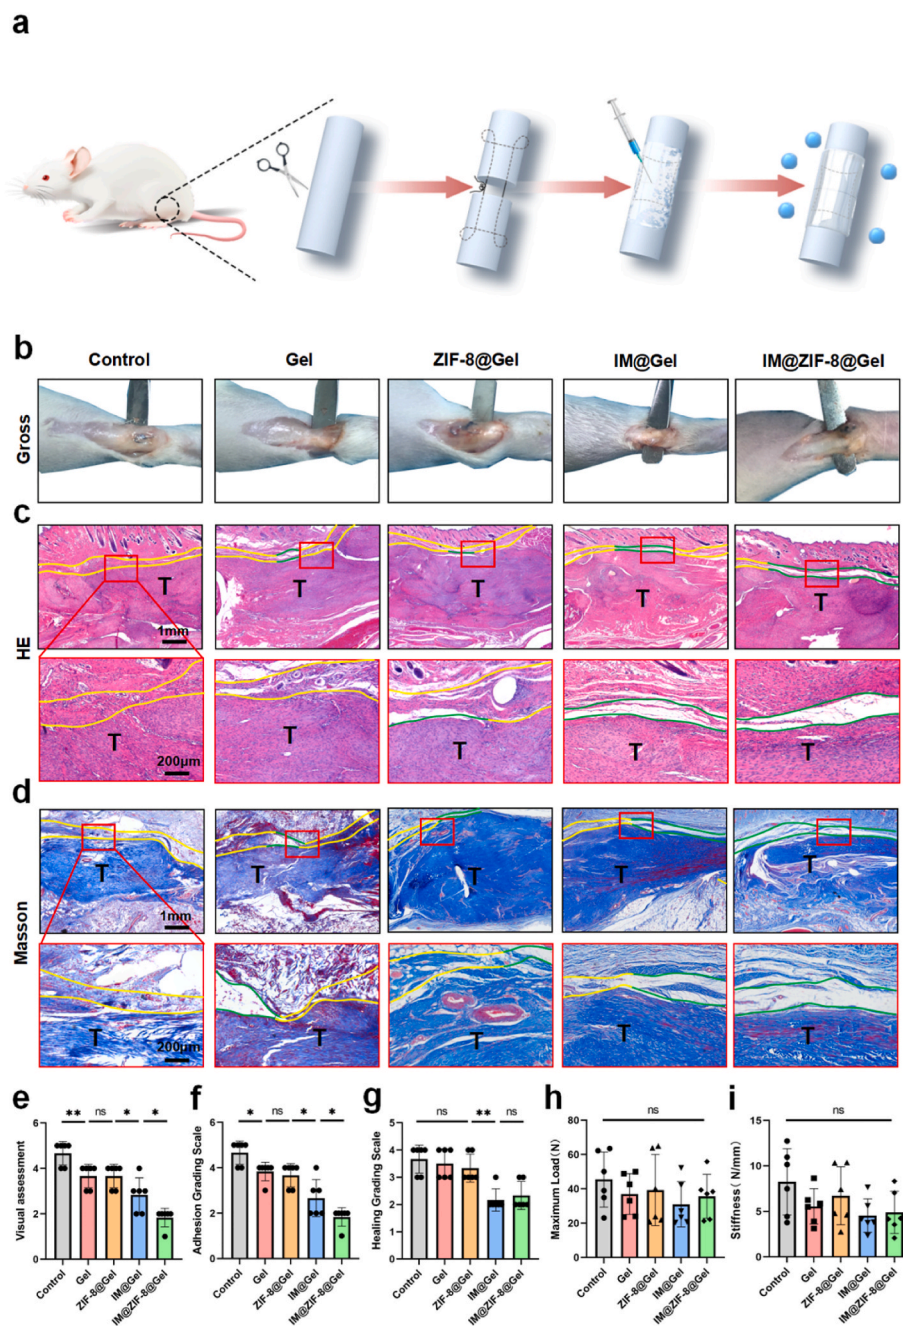 a
b
Control
Gel
ZIF-8@Gel
IM@Gel
IM@ZIF-8@Gel
Gross
c
HE
T
1mm
T
T
T
T
T
200μm
T
T
T
T
d
Masson
T
1mm
T
T
T
T
T
200μm
T
T
T
T
e
Visual assessment
6
4
2
0
** ns * *
Control
Gel
ZIF-8@Gel
IM@Gel
IM@ZIF-8@Gel
f
Adhesion Grading Scale
6
4
2
0
* ns * *
Control
Gel
ZIF-8@Gel
IM@Gel
IM@ZIF-8@Gel
g
Healing Grading Scale
5
4
3
2
1
0
ns ** ns
Control
Gel
ZIF-8@Gel
IM@Gel
IM@ZIF-8@Gel
h
Maximum Load(N)
80
60
40
20
0
ns
Control
Gel
ZIF-8@Gel
IM@Gel
IM@ZIF-8@Gel
i
Stiffness( N/mm)
15
10
5
0
ns
Control
Gel
ZIF-8@Gel
IM@Gel
IM@ZIF-8@Gel